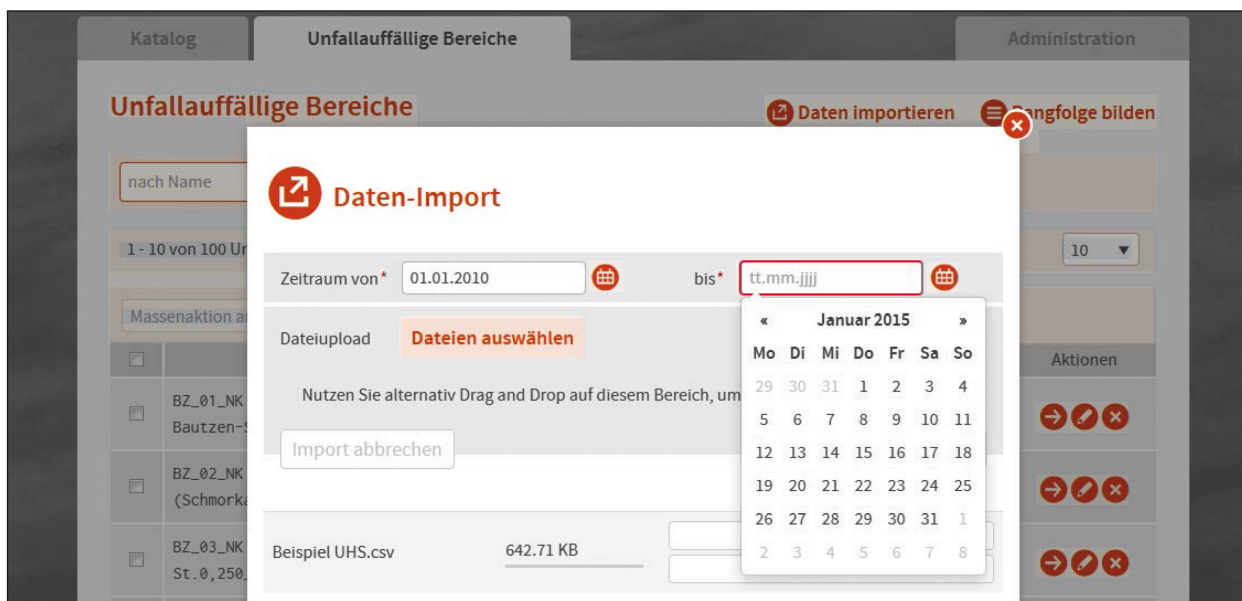 Katalog
Unfallauffällige Bereiche
Administration
Unfallauffällige Bereiche
Daten importieren
Rangfolge bilden
nach Name
Daten-Import
1 - 10 von 100
10
Zeitraum von* 01.01.2010 bis* tt.mm.jjjj
Massenaktion
Dateiupload Dateien auswählen
« Januar 2015 »
Mo Di Mi Do Fr Sa So
29 30 31 1 2 3 4
5 6 7 8 9 10 11
12 13 14 15 16 17 18
19 20 21 22 23 24 25
26 27 28 29 30 31 1
2 3 4 5 6 7 8
Aktionen
Nutzen Sie alternativ Drag and Drop auf diesem Bereich, um
BZ_01_NK
Import abbrechen
BZ_02_NK
BZ_03_NK
St.0,250
Beispiel UHS.csv 642.71 KB